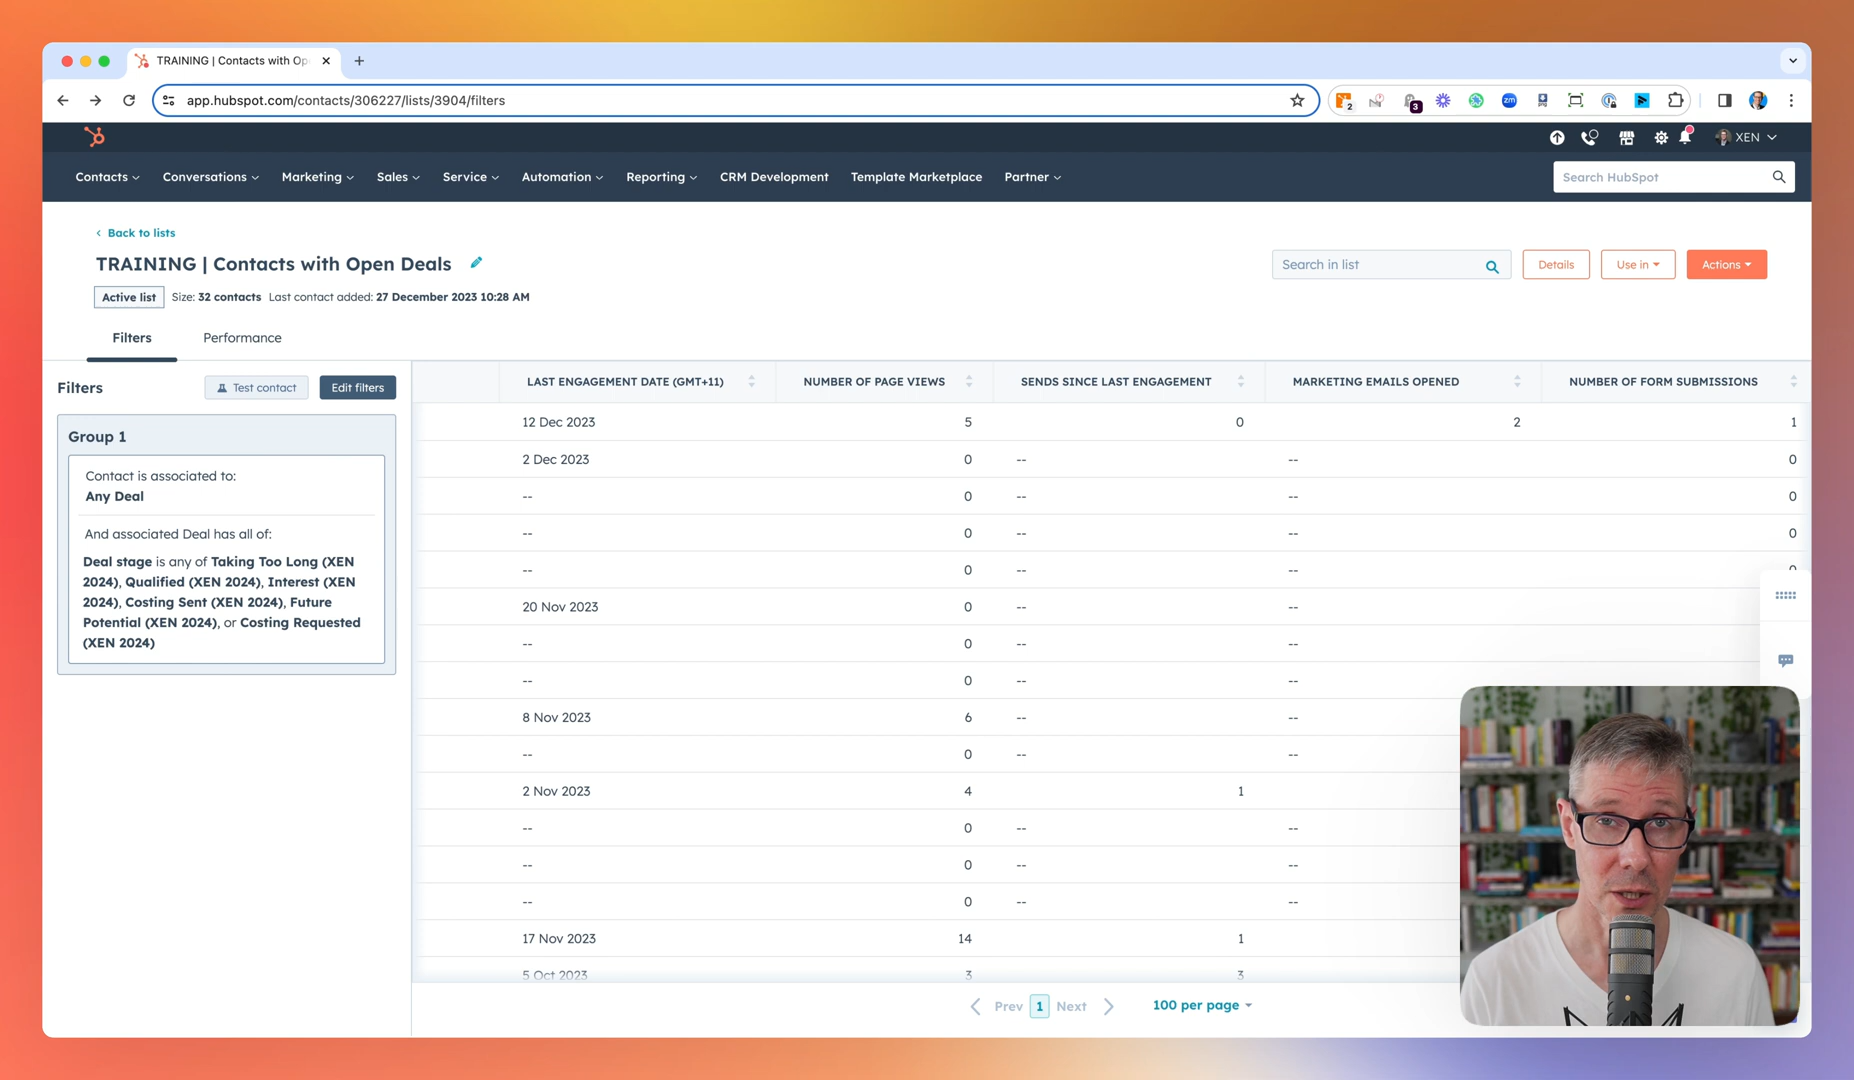 TRAINING | Contacts with Op
app.hubspot.com/contacts/306227/lists/3904/filters
2
3
zm
XEN
Contacts
Conversations
Marketing
Sales
Service
Automation
Reporting
CRM Development
Template Marketplace
Partner
Search HubSpot
Back to lists
TRAINING | Contacts with Open Deals
Search in list
Details
Use in
Actions
Active list
Size: 32 contacts
Last contact added: 27 December 2023 10:28 AM
Filters
Performance
Filters
Test contact
Edit filters
Group 1
Contact is associated to:
Any Deal
And associated Deal has all of:
Deal stage is any of Taking Too Long (XEN
2024), Qualified (XEN 2024), Interest (XEN
2024), Costing Sent (XEN 2024), Future
Potential (XEN 2024), or Costing Requested
(XEN 2024)
LAST ENGAGEMENT DATE (GMT+11) NUMBER OF PAGE VIEWS SENDS SINCE LAST ENGAGEMENT MARKETING EMAILS OPENED NUMBER OF FORM SUBMISSIONS
12 Dec 2023 5 0 2 1
2 Dec 2023 0 -- -- 0
-- 0 -- -- 0
-- 0 -- -- 0
-- 0 -- -- 0
20 Nov 2023 0 -- --
-- 0 -- --
-- 0 -- --
8 Nov 2023 6 -- --
-- 0 -- --
2 Nov 2023 4 1
-- 0 -- --
-- 0 -- --
-- 0 -- --
17 Nov 2023 14 1
5 Oct 2023 3 3
Prev 1 Next
100 per page